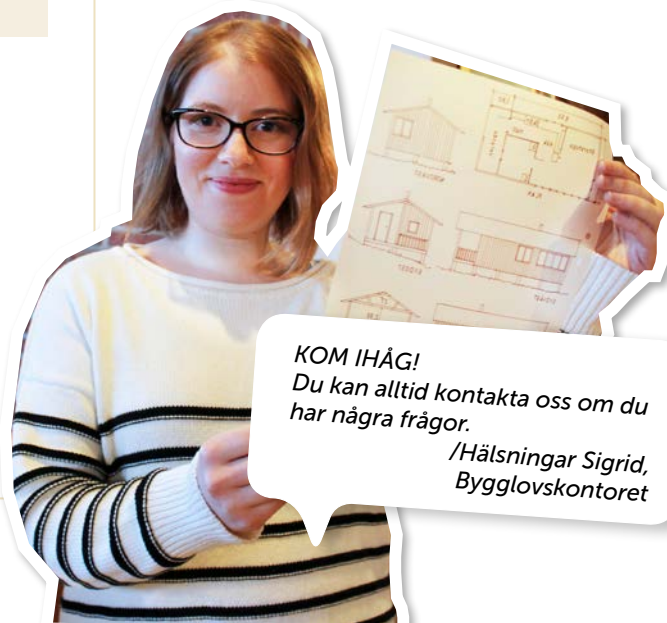 KOM IHÅG!
Du kan alltid kontakta oss om du
har några frågor.
/Hälsningar Sigrid,
Bygglovskontoret